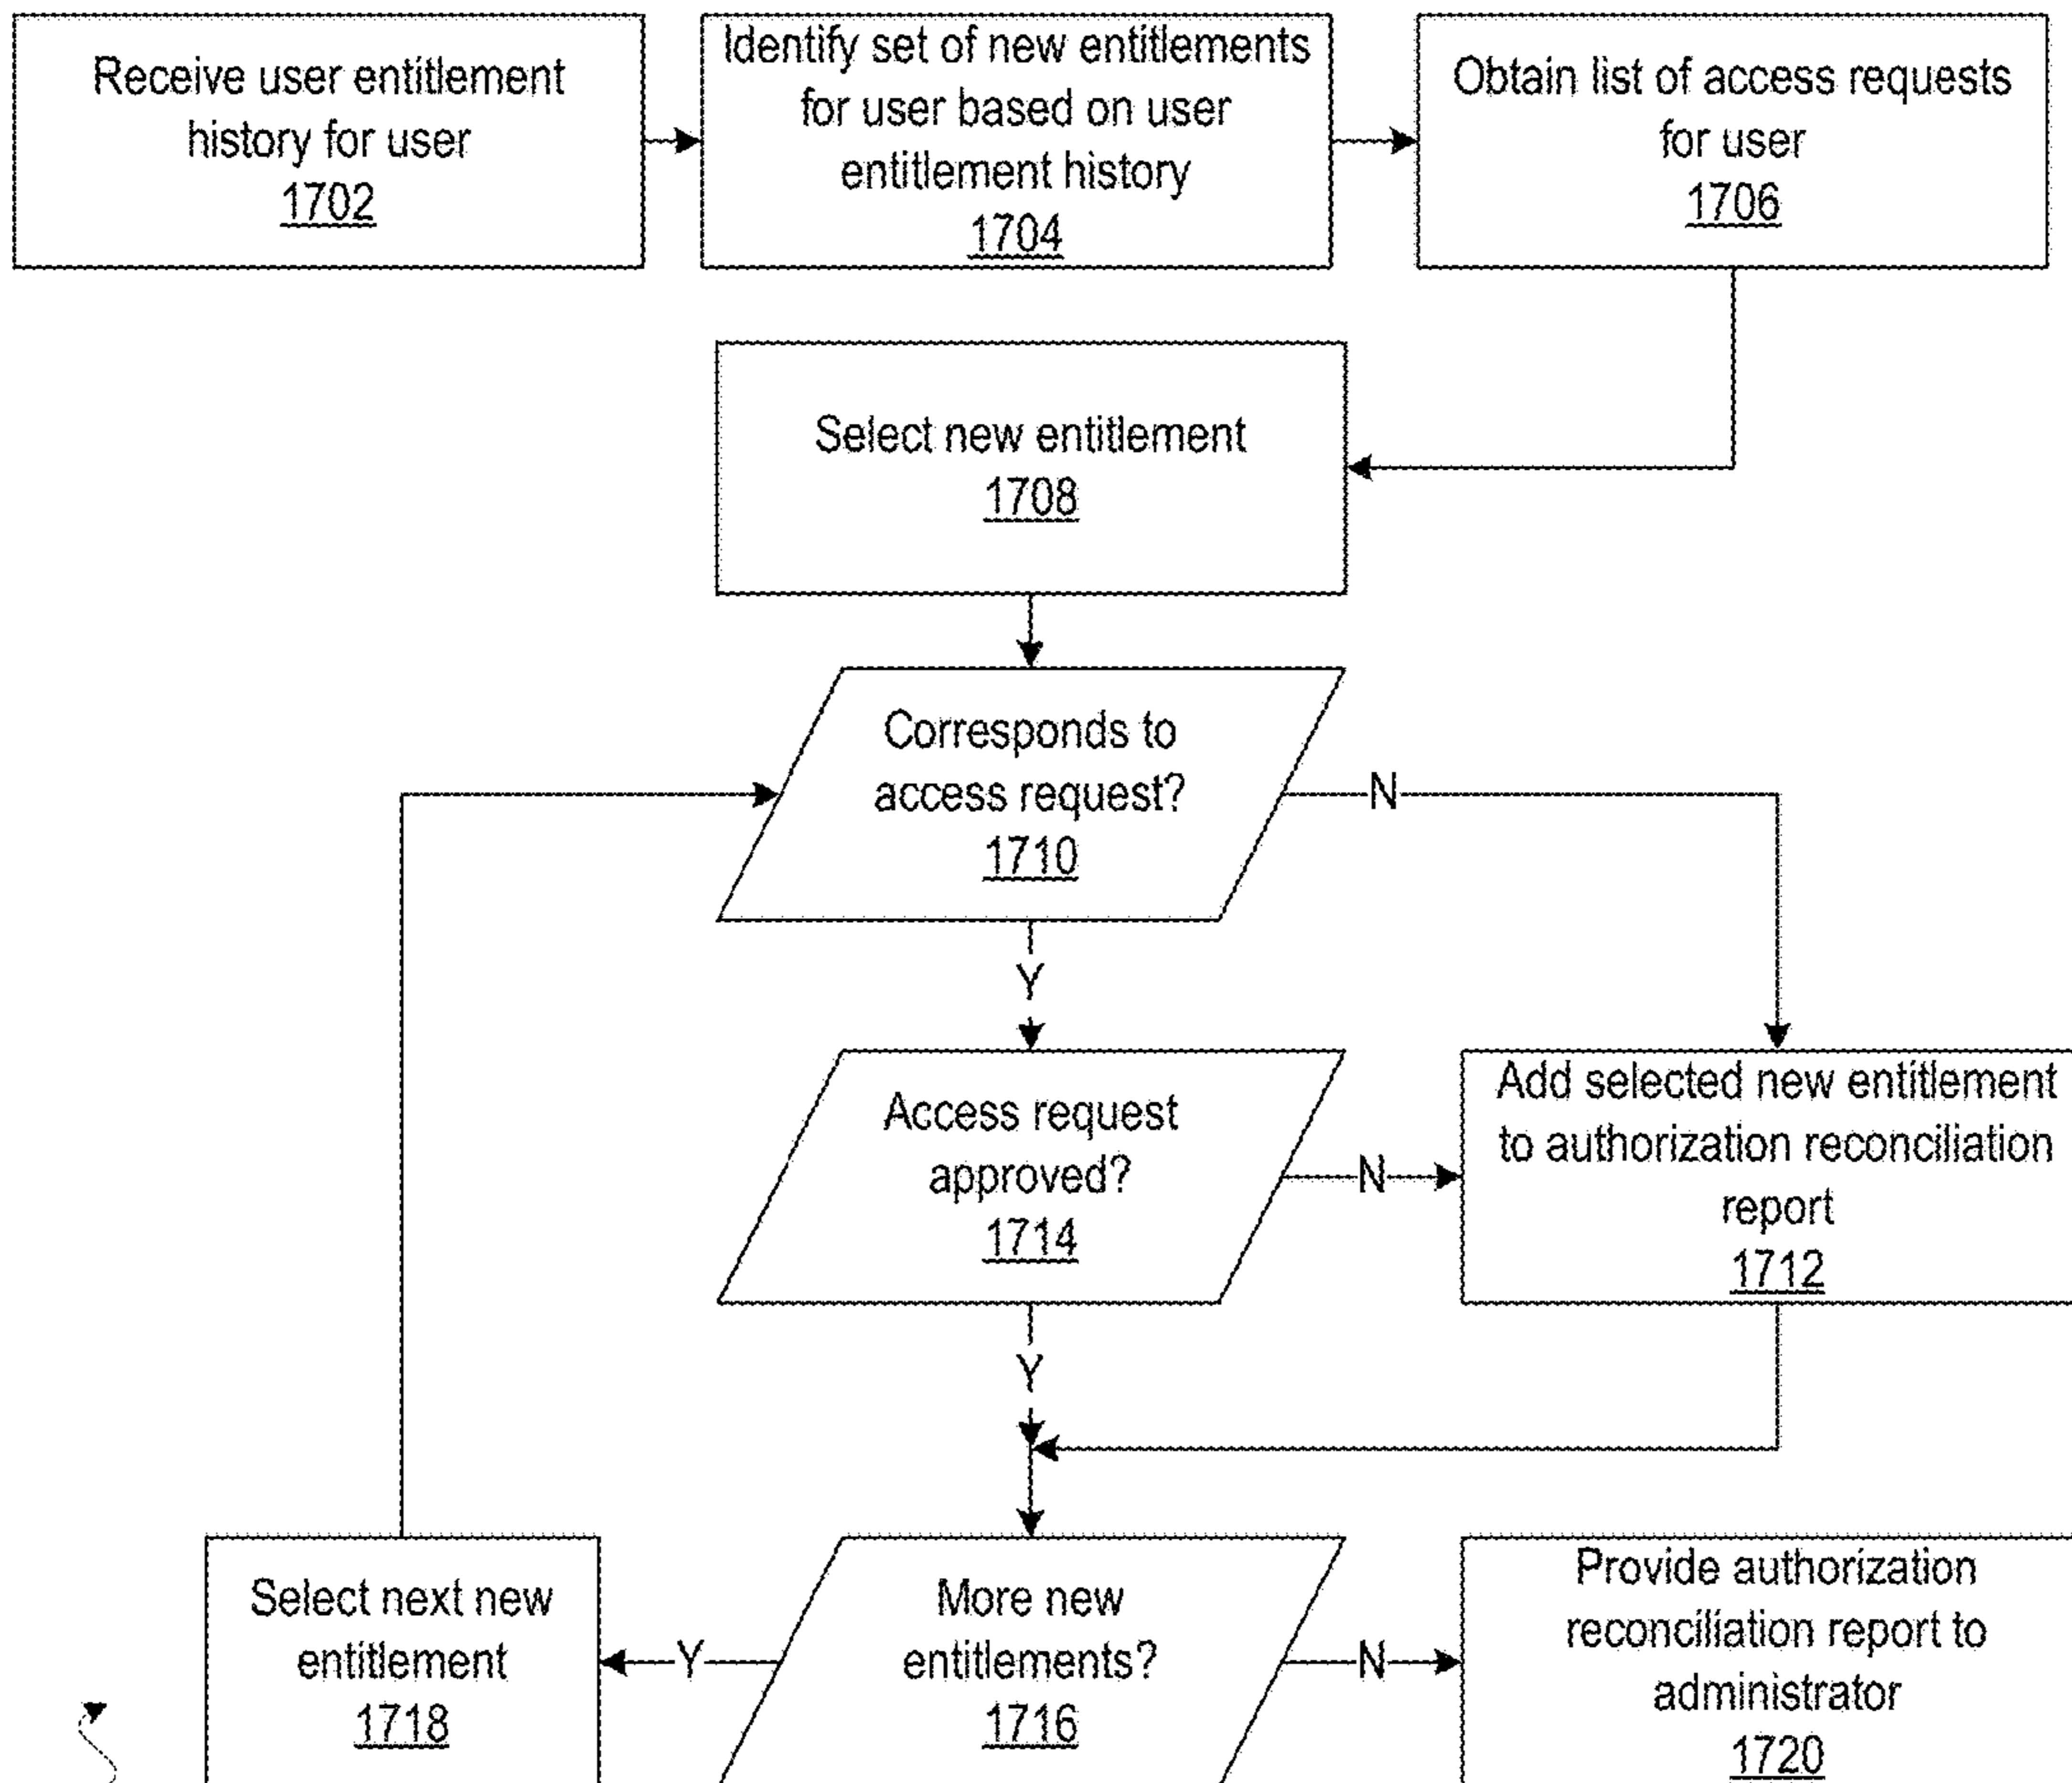 Receive user entitlement
history for user
1702
Identify set of new entitlements
for user based on user
entitlement history
1704
Obtain list of access requests
for user
1706
Select new entitlement
1708
Corresponds to
access request?
1710
N
Y
Access request
approved?
1714
N
Add selected new entitlement
to authorization reconciliation
report
1712
Y
Select next new
entitlement
1718
Y
More new
entitlements?
1716
N
Provide authorization
reconciliation report to
administrator
1720